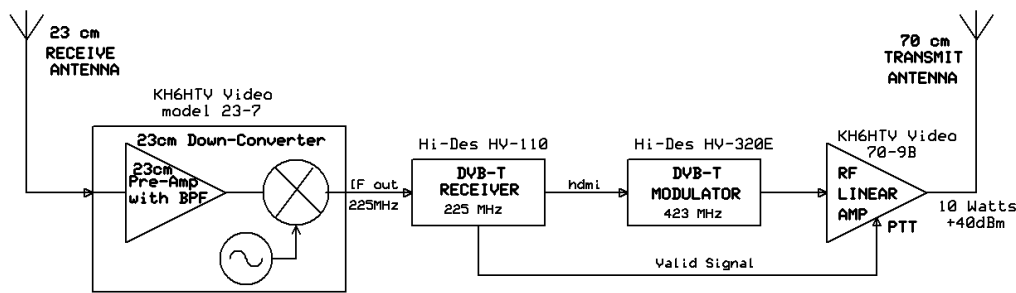 23 cm
RECEIVE
ANTENNA
KH6HTV Video
model 23-7
23cm Down-Converter
23cm
Pre-Amp
with BPF
IF out
225MHz
Hi-Des HV-110
DVB-T
RECEIVER
225 MHz
hdmi
Hi-Des HV-320E
DVB-T
MODULATOR
423 MHz
Valid Signal
KH6HTV Video
70-9B
RF
LINEAR
AMP
PTT
70 cm
TRANSMIT
ANTENNA
10 Watts
+40dBm